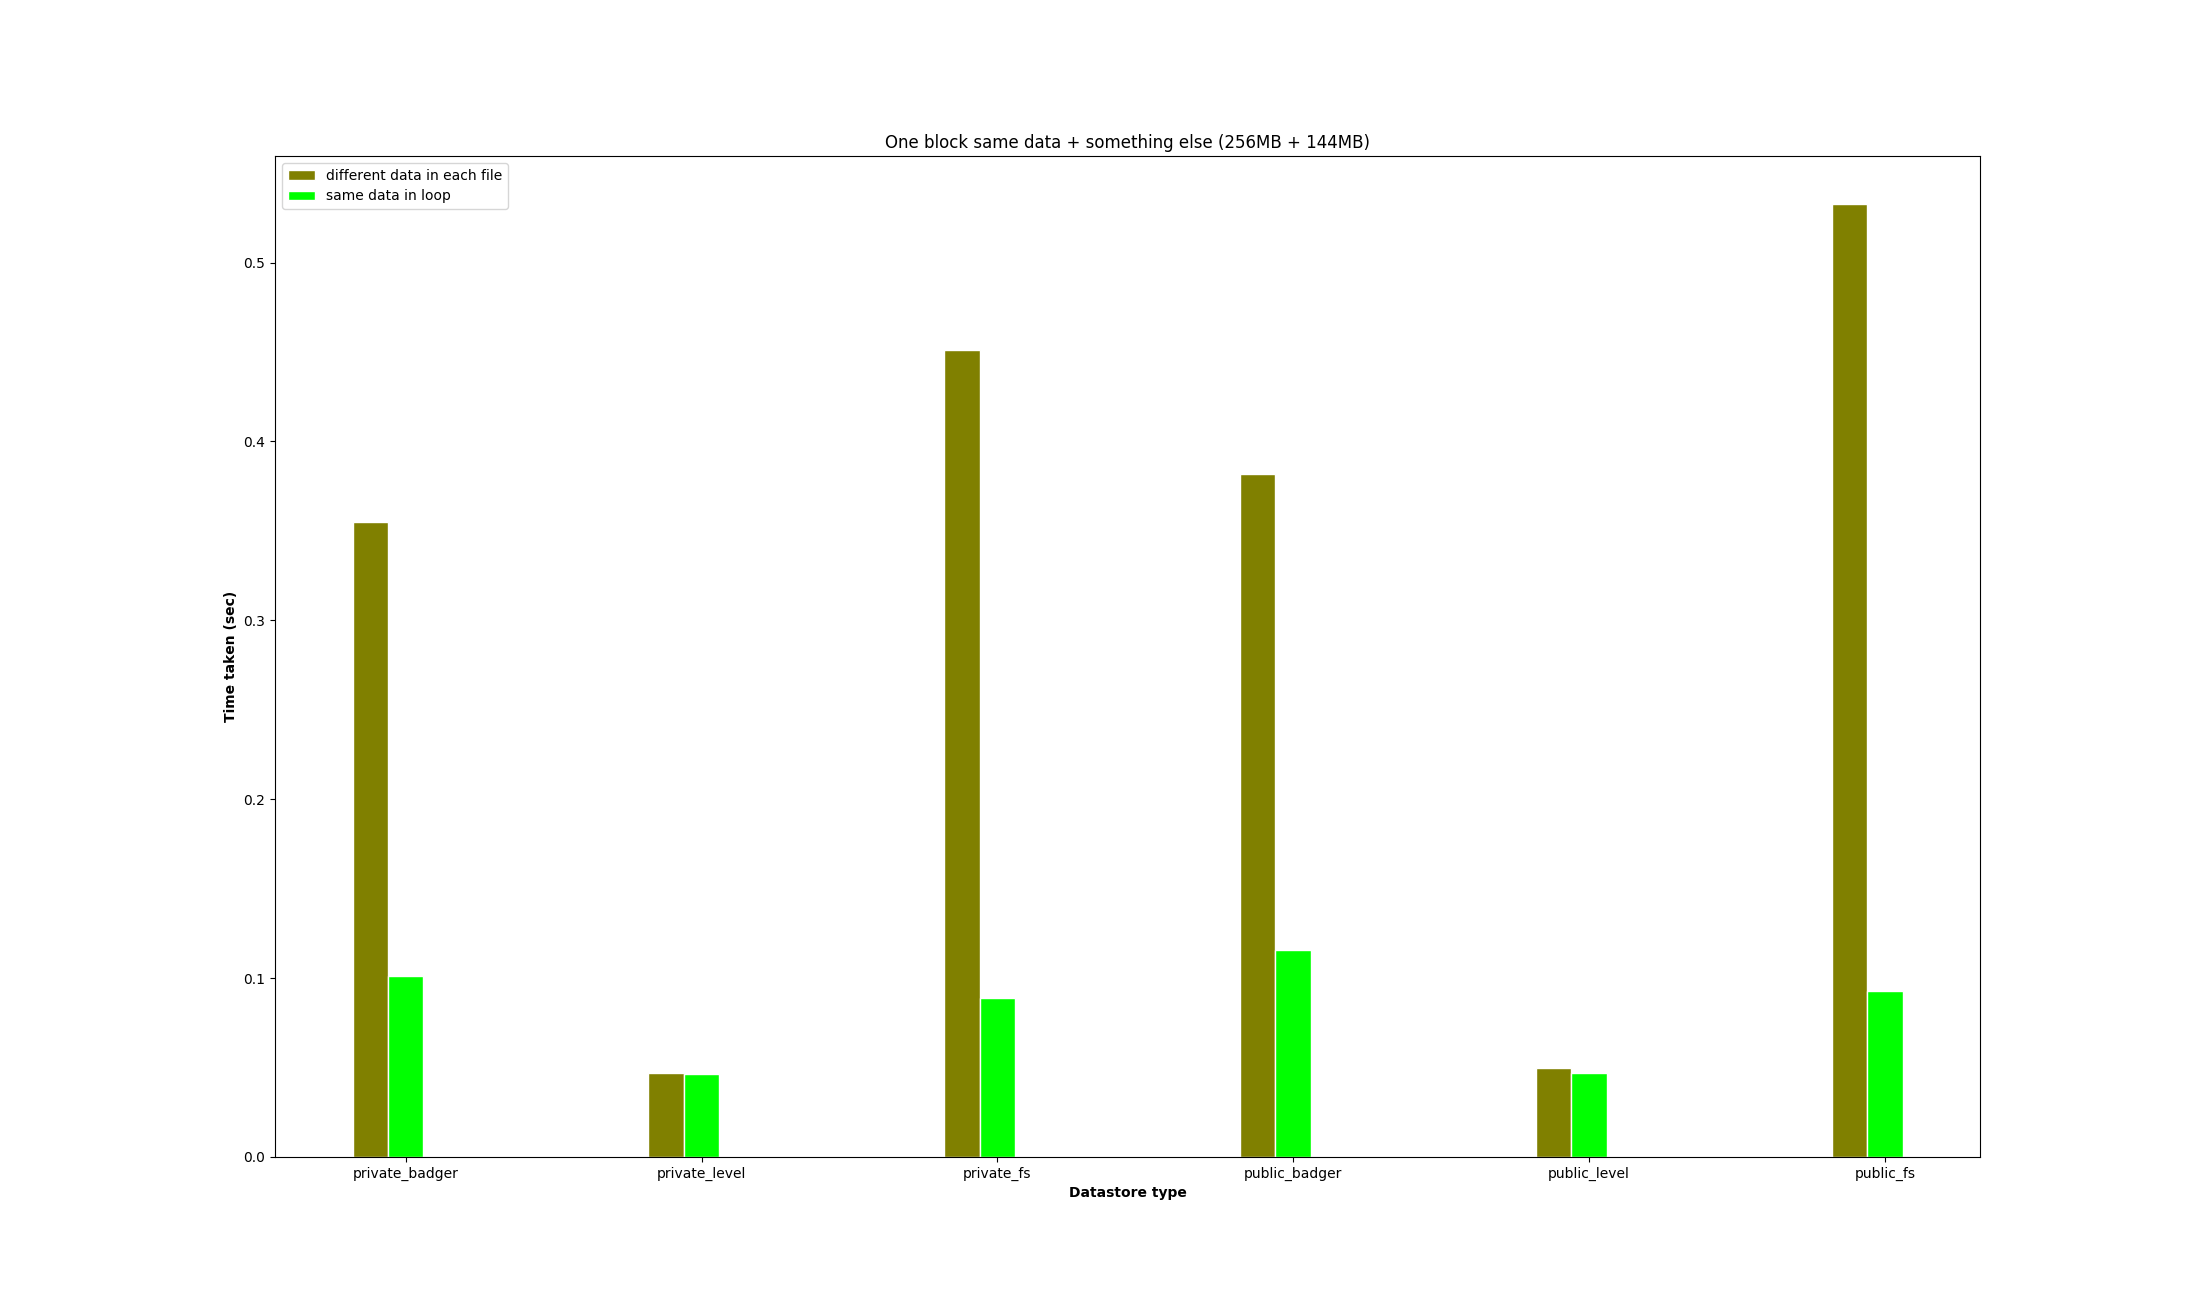 One block same data + something else (256MB + 144MB)
different data in each file
same data in loop
0.5
0.4
0.3
0.2
0.1
0.0
Time taken (sec)
private_badger private_level private_fs public_badger public_level public_fs
Datastore type